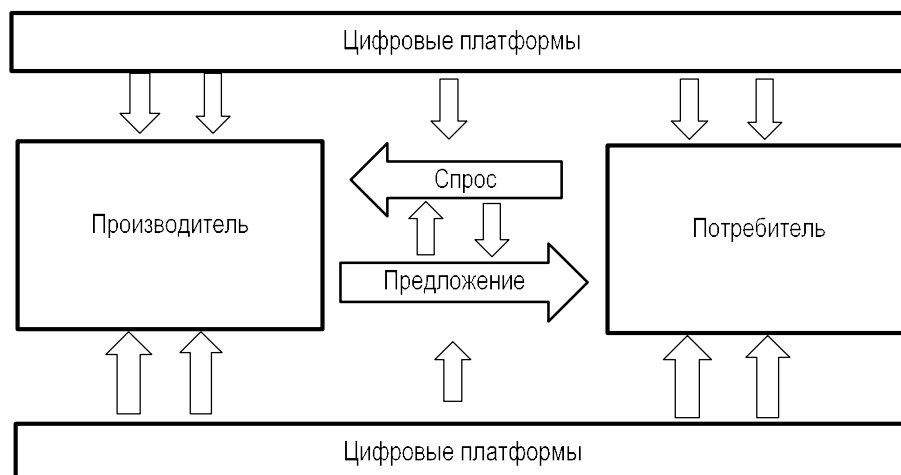 Цифровые платформы
Спрос
Производитель
Потребитель
Предложение
Цифровые платформы